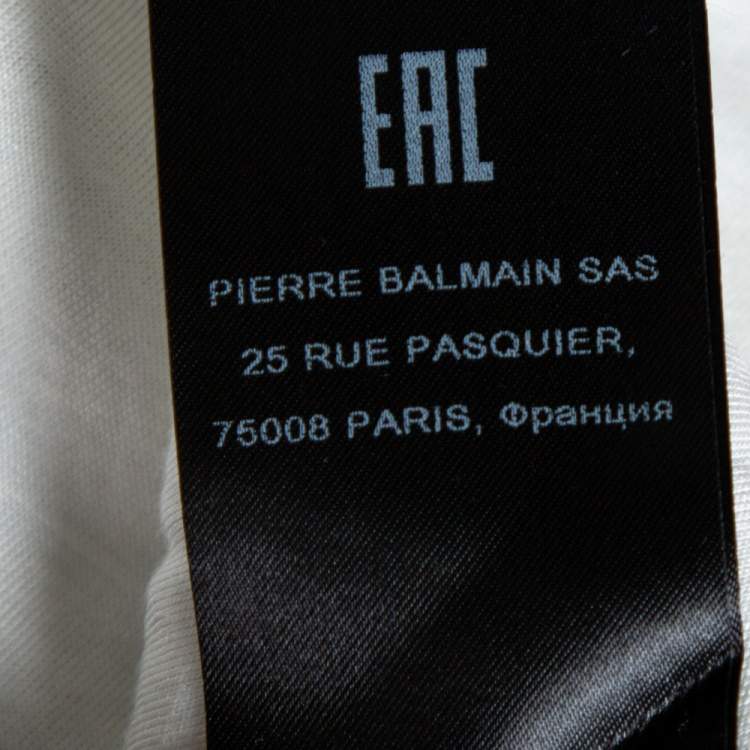 EAC
PIERRE BALMAIN SAS
25 RUE PASQUIER,
75008 PARIS, Франция